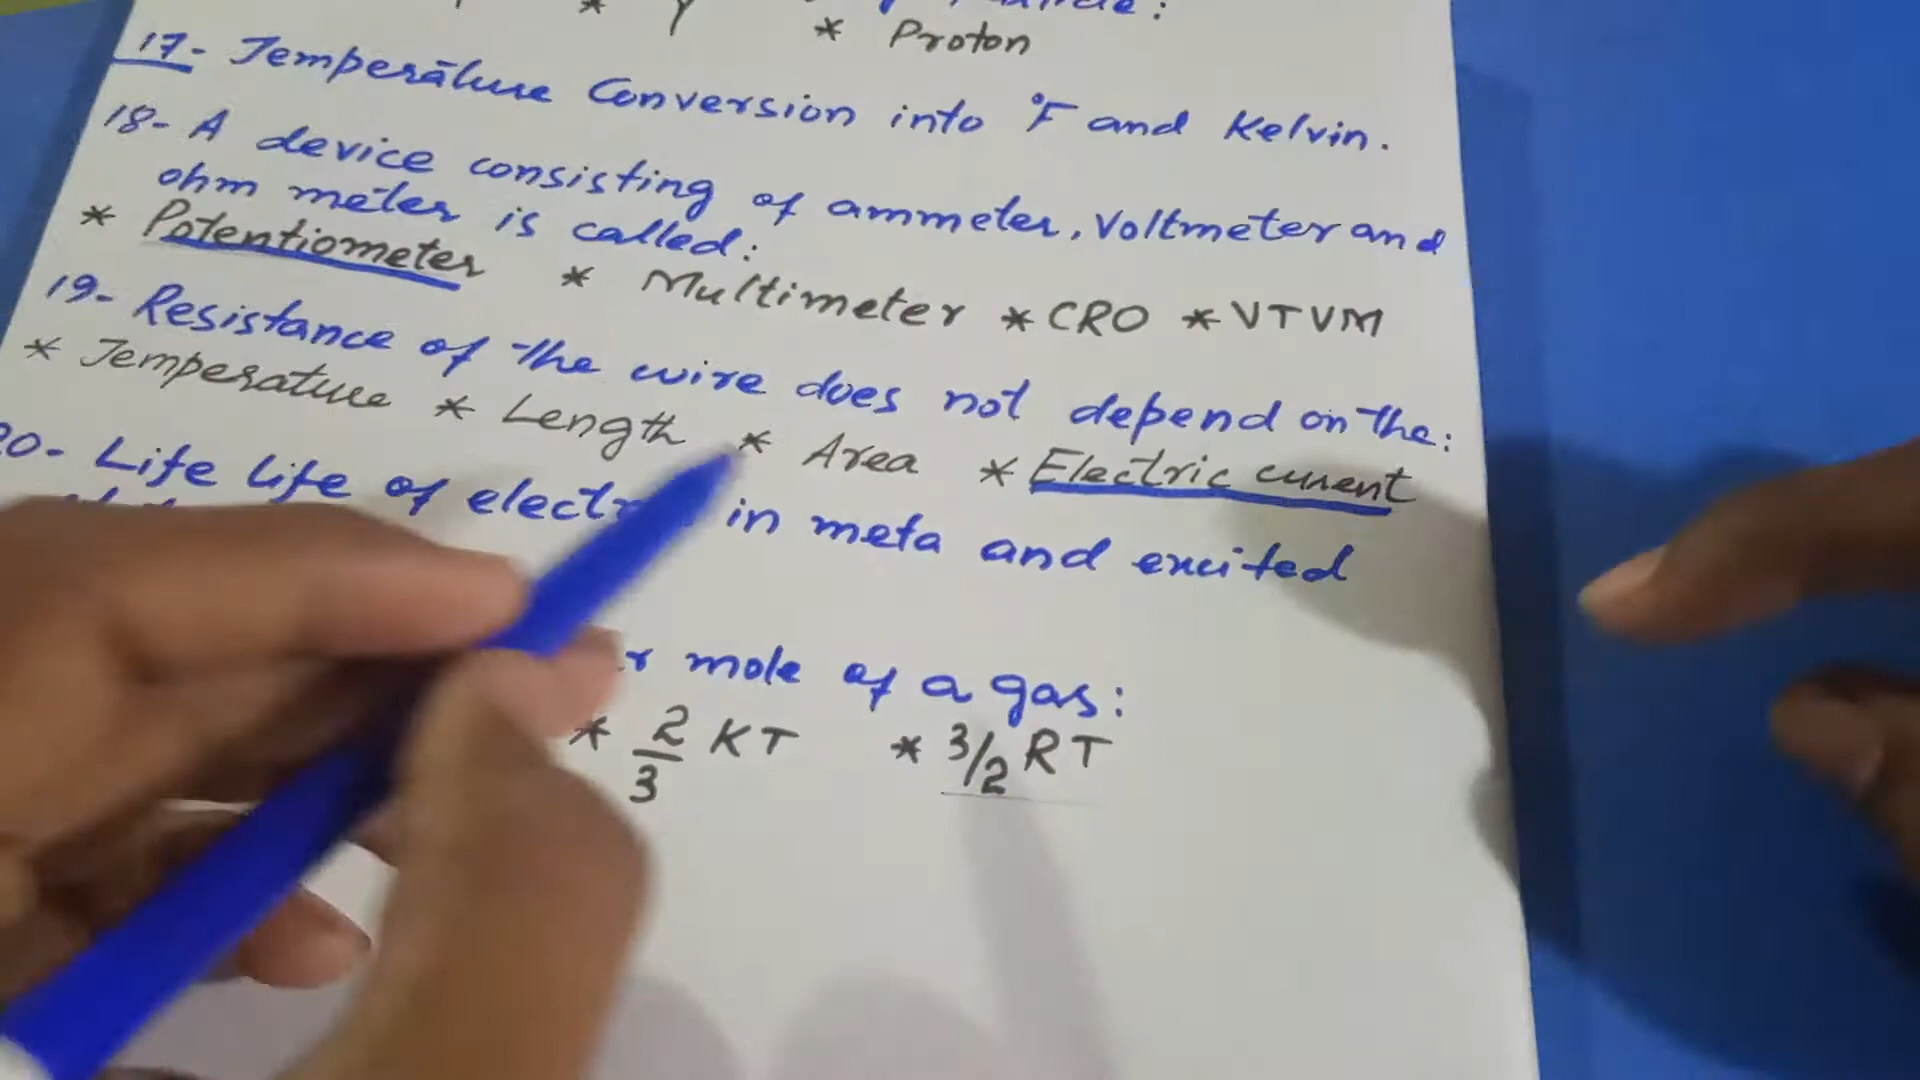 * γ
* Proton
17- Temperature Conversion into °F and Kelvin.
18- A device consisting of ammeter, Voltmeter and
ohm meter is called:
* Potentiometer * Multimeter * CRO * VTVM
19- Resistance of the wire does not depend on the:
* Temperature * Length * Area * Electric current
20- Life life of in meta and excited
mole of a gas:
* 2/3 KT * 3/2 RT